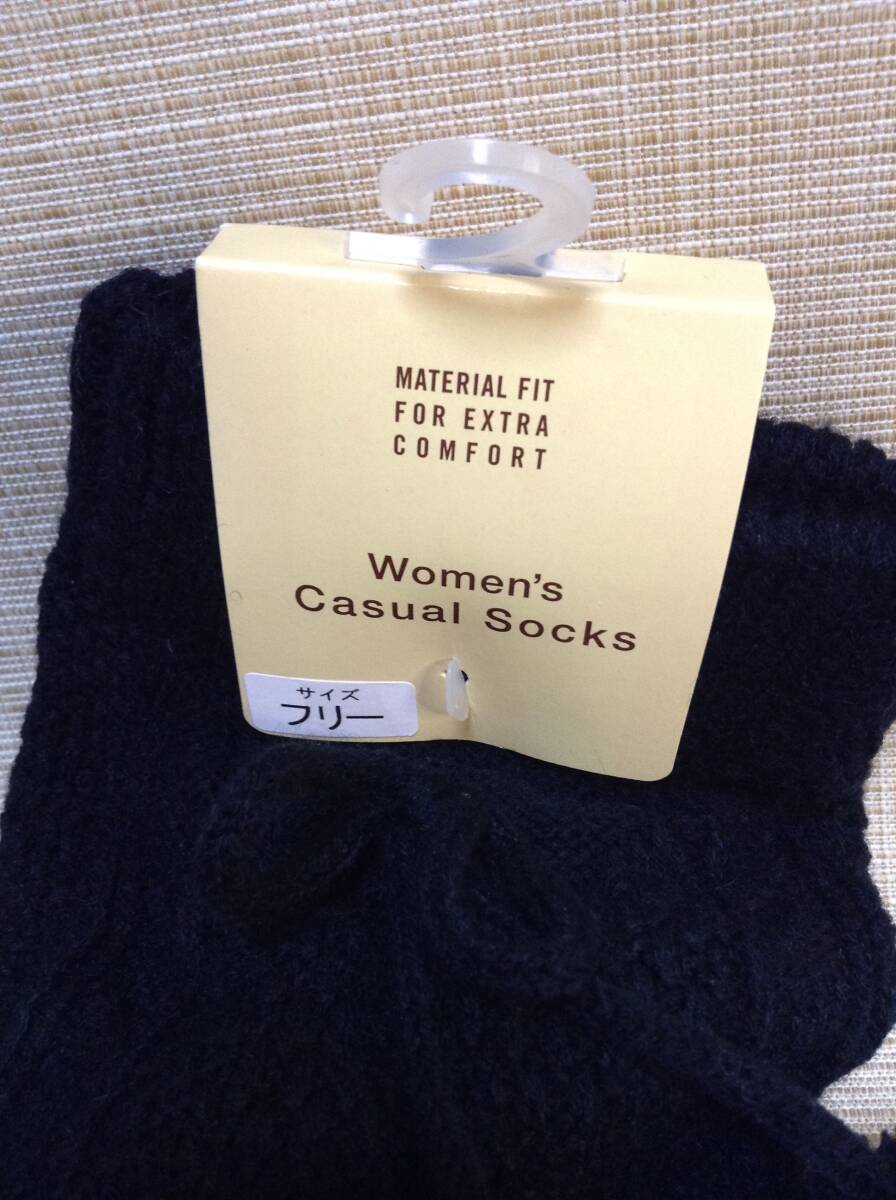 MATERIAL FIT
FOR EXTRA
COMFORT
Women's
Casual Socks
サイズ
フリー